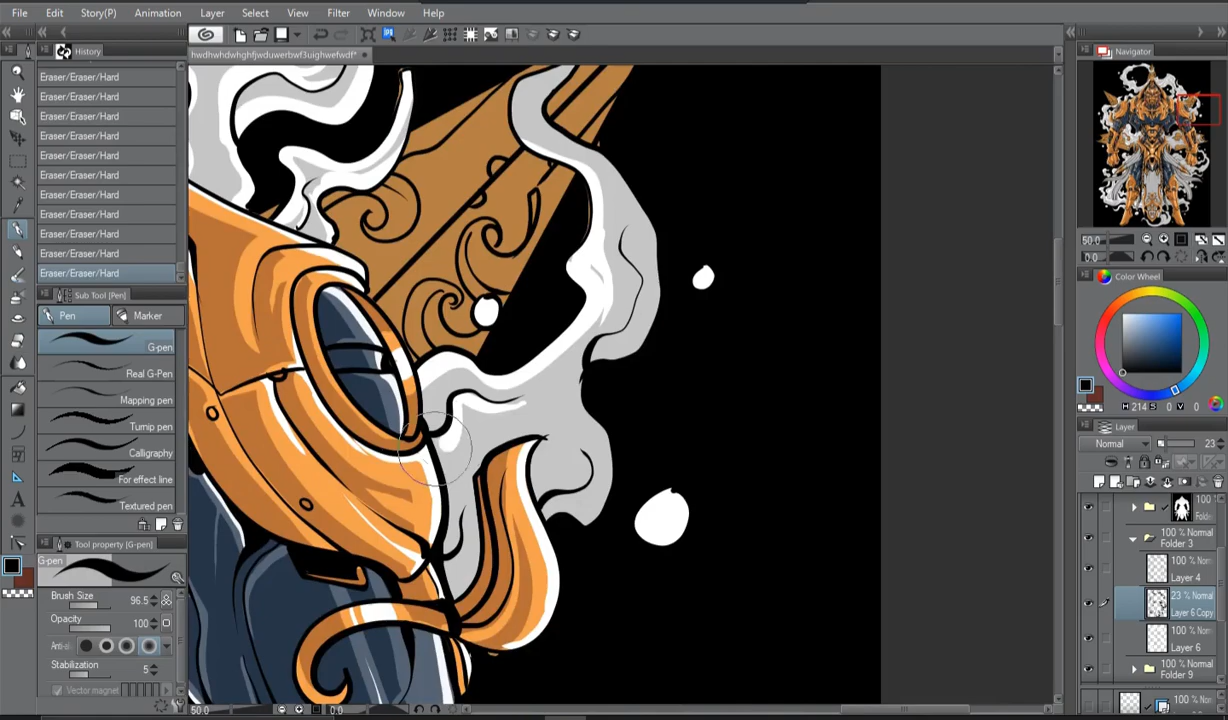 File Edit Story(P) Animation Layer Select View Filter Window Help
History
hwdhwhdwhghfjwduwerbwf3uighwefwdf*
Navigator
Eraser/Eraser/Hard
Eraser/Eraser/Hard
Eraser/Eraser/Hard
Eraser/Eraser/Hard
Eraser/Eraser/Hard
Eraser/Eraser/Hard
Eraser/Eraser/Hard
Eraser/Eraser/Hard
Eraser/Eraser/Hard
Eraser/Eraser/Hard
Eraser/Eraser/Hard
Sub Tool [Pen]
Pen Marker
G-pen
Real G-Pen
Mapping pen
Turnip pen
Calligraphy
For effect line
Textured pen
Tool property [G-pen]
G-pen
Brush Size 96.5
Opacity 100
Anti-ali
Stabilization 5
Vector magnet
50.0 0.0
50.0
0.0
Color Wheel
H 214 S 0 V 0
Layer
Normal 23
100 %
Folde
100 % Normal
Folder 3
100 % Norm
Layer 4
23 % Normal
Layer 6 Copy
100 % Norm
Layer 6
100 % Normal
Folder 9
100 % Norm